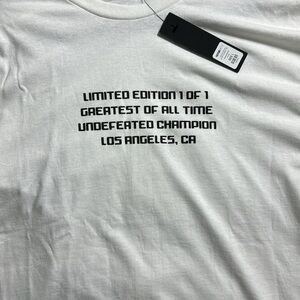 LIMITED EDITION 1 OF 1
GREATEST OF ALL TIME
UNDEFEATED CHAMPION
LOS ANGELES, CA